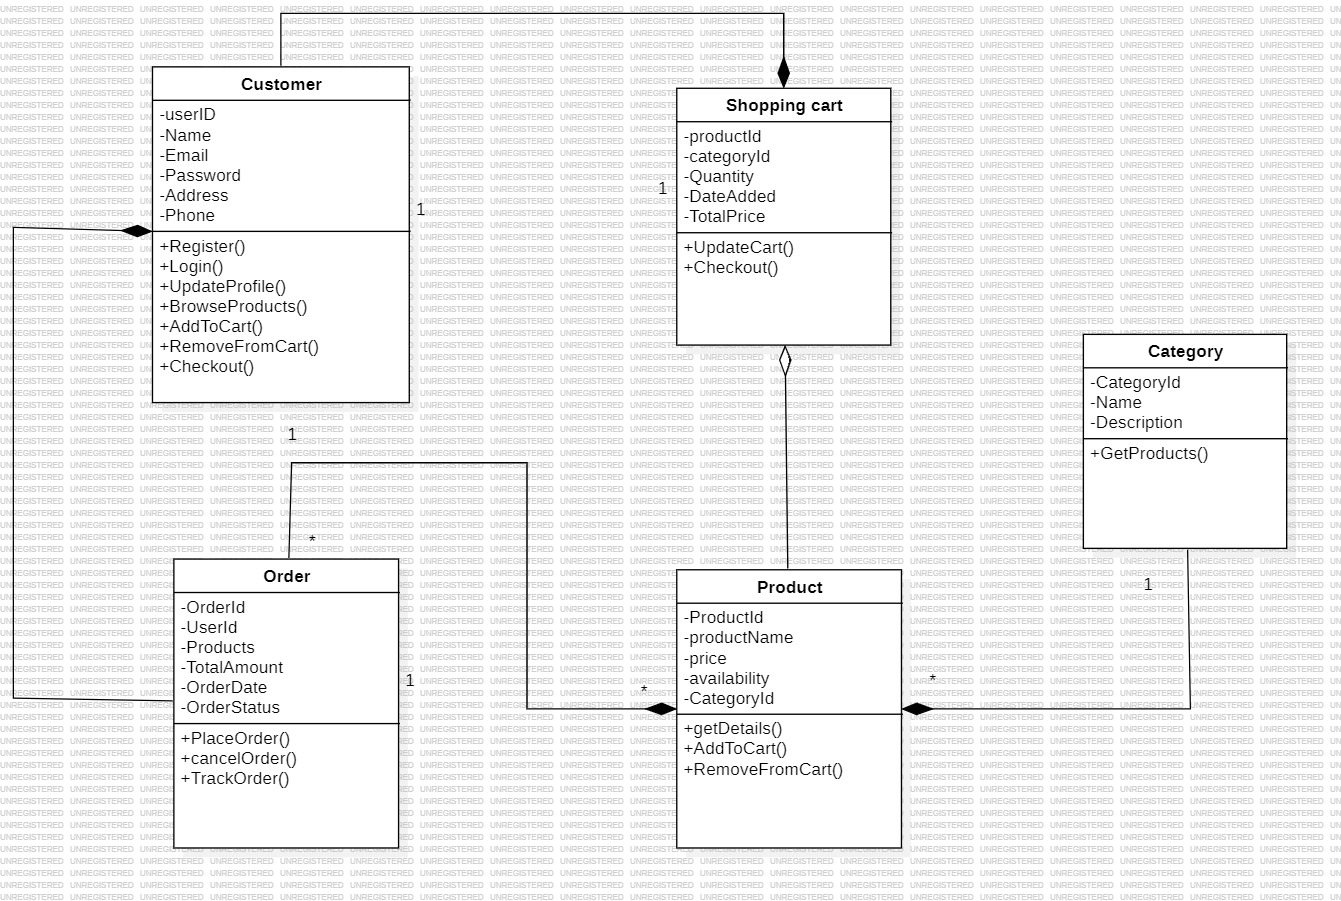 Customer
-userID
-Name
-Email
-Password
-Address
-Phone
+Register()
+Login()
+UpdateProfile()
+BrowseProducts()
+AddToCart()
+RemoveFromCart()
+Checkout()
1
1
Shopping cart
-productId
-categoryId
-Quantity
-DateAdded
-TotalPrice
+UpdateCart()
+Checkout()
1
Category
-CategoryId
-Name
-Description
+GetProducts()
1
*
Order
-OrderId
-UserId
-Products
-TotalAmount
-OrderDate
-OrderStatus
+PlaceOrder()
+cancelOrder()
+TrackOrder()
*
1
Product
-ProductId
-productName
-price
-availability
-CategoryId
+getDetails()
+AddToCart()
+RemoveFromCart()
*
UNREGISTERED